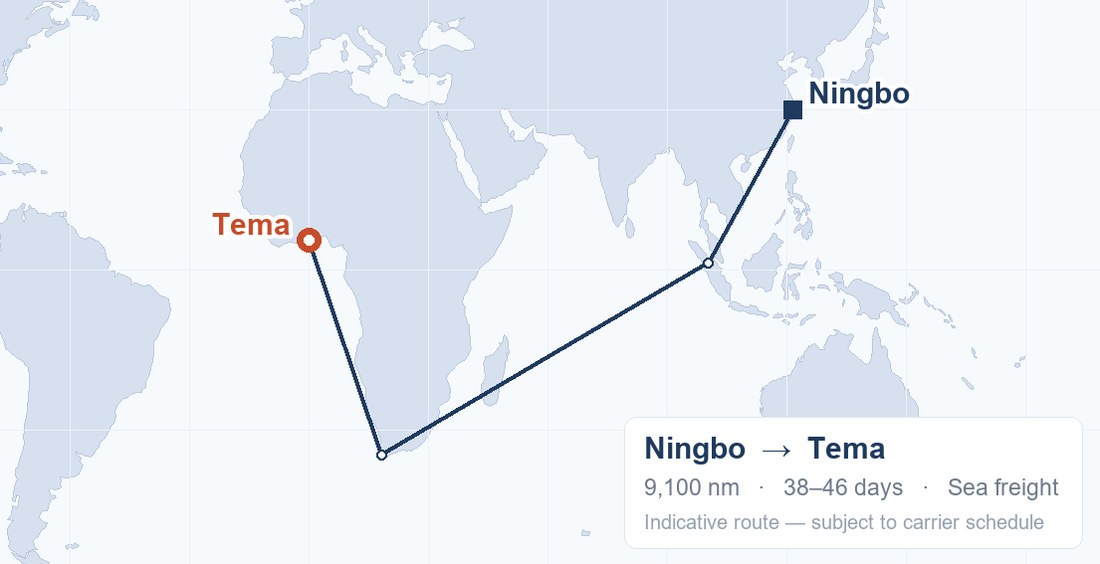 Ningbo
Tema
Ningbo → Tema
9,100 nm · 38–46 days · Sea freight
Indicative route — subject to carrier schedule